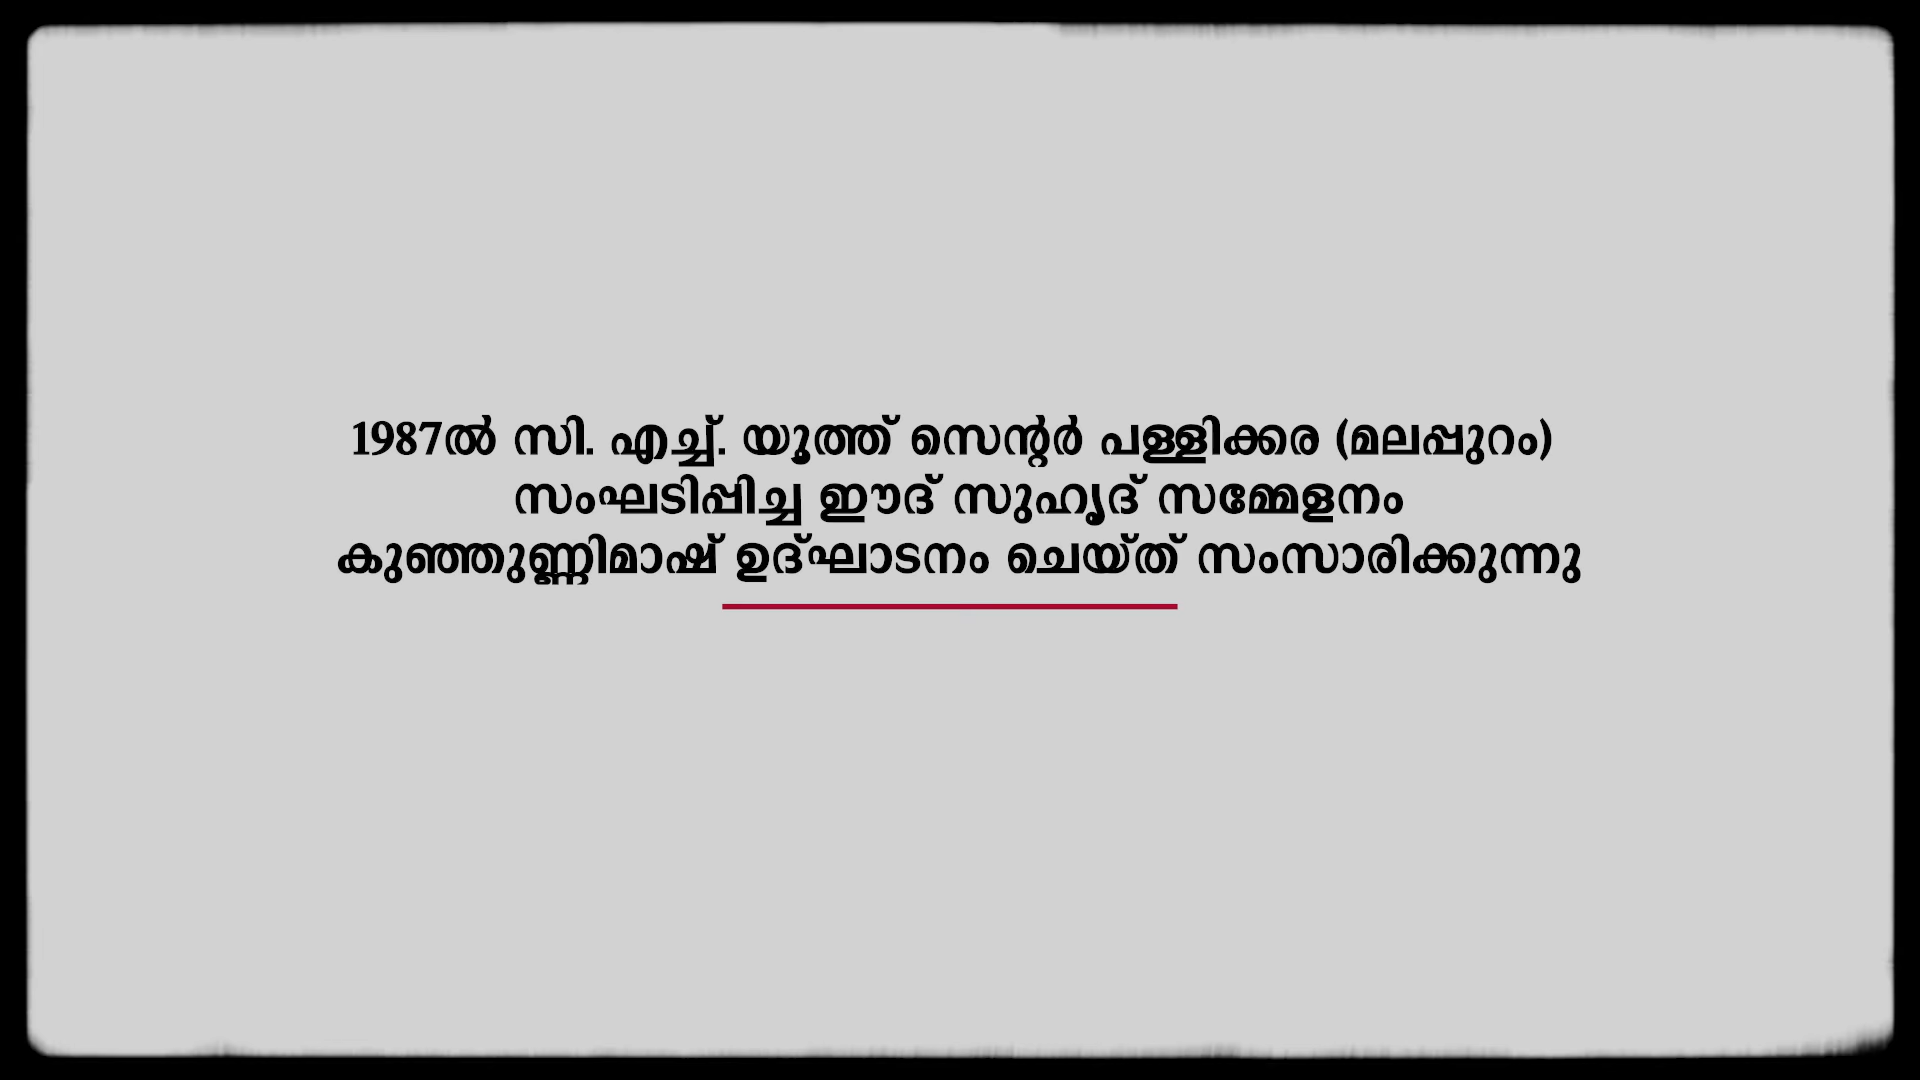 1987ൽ സി. എച്ച്. യൂത്ത് സെന്റർ പള്ളിക്കര (മലപ്പുറം)
സംഘടിപ്പിച്ച ഈദ് സുഹൃദ് സമ്മേളനം
കുഞ്ഞുണ്ണിമാഷ് ഉദ്ഘാടനം ചെയ്ത് സംസാരിക്കുന്നു